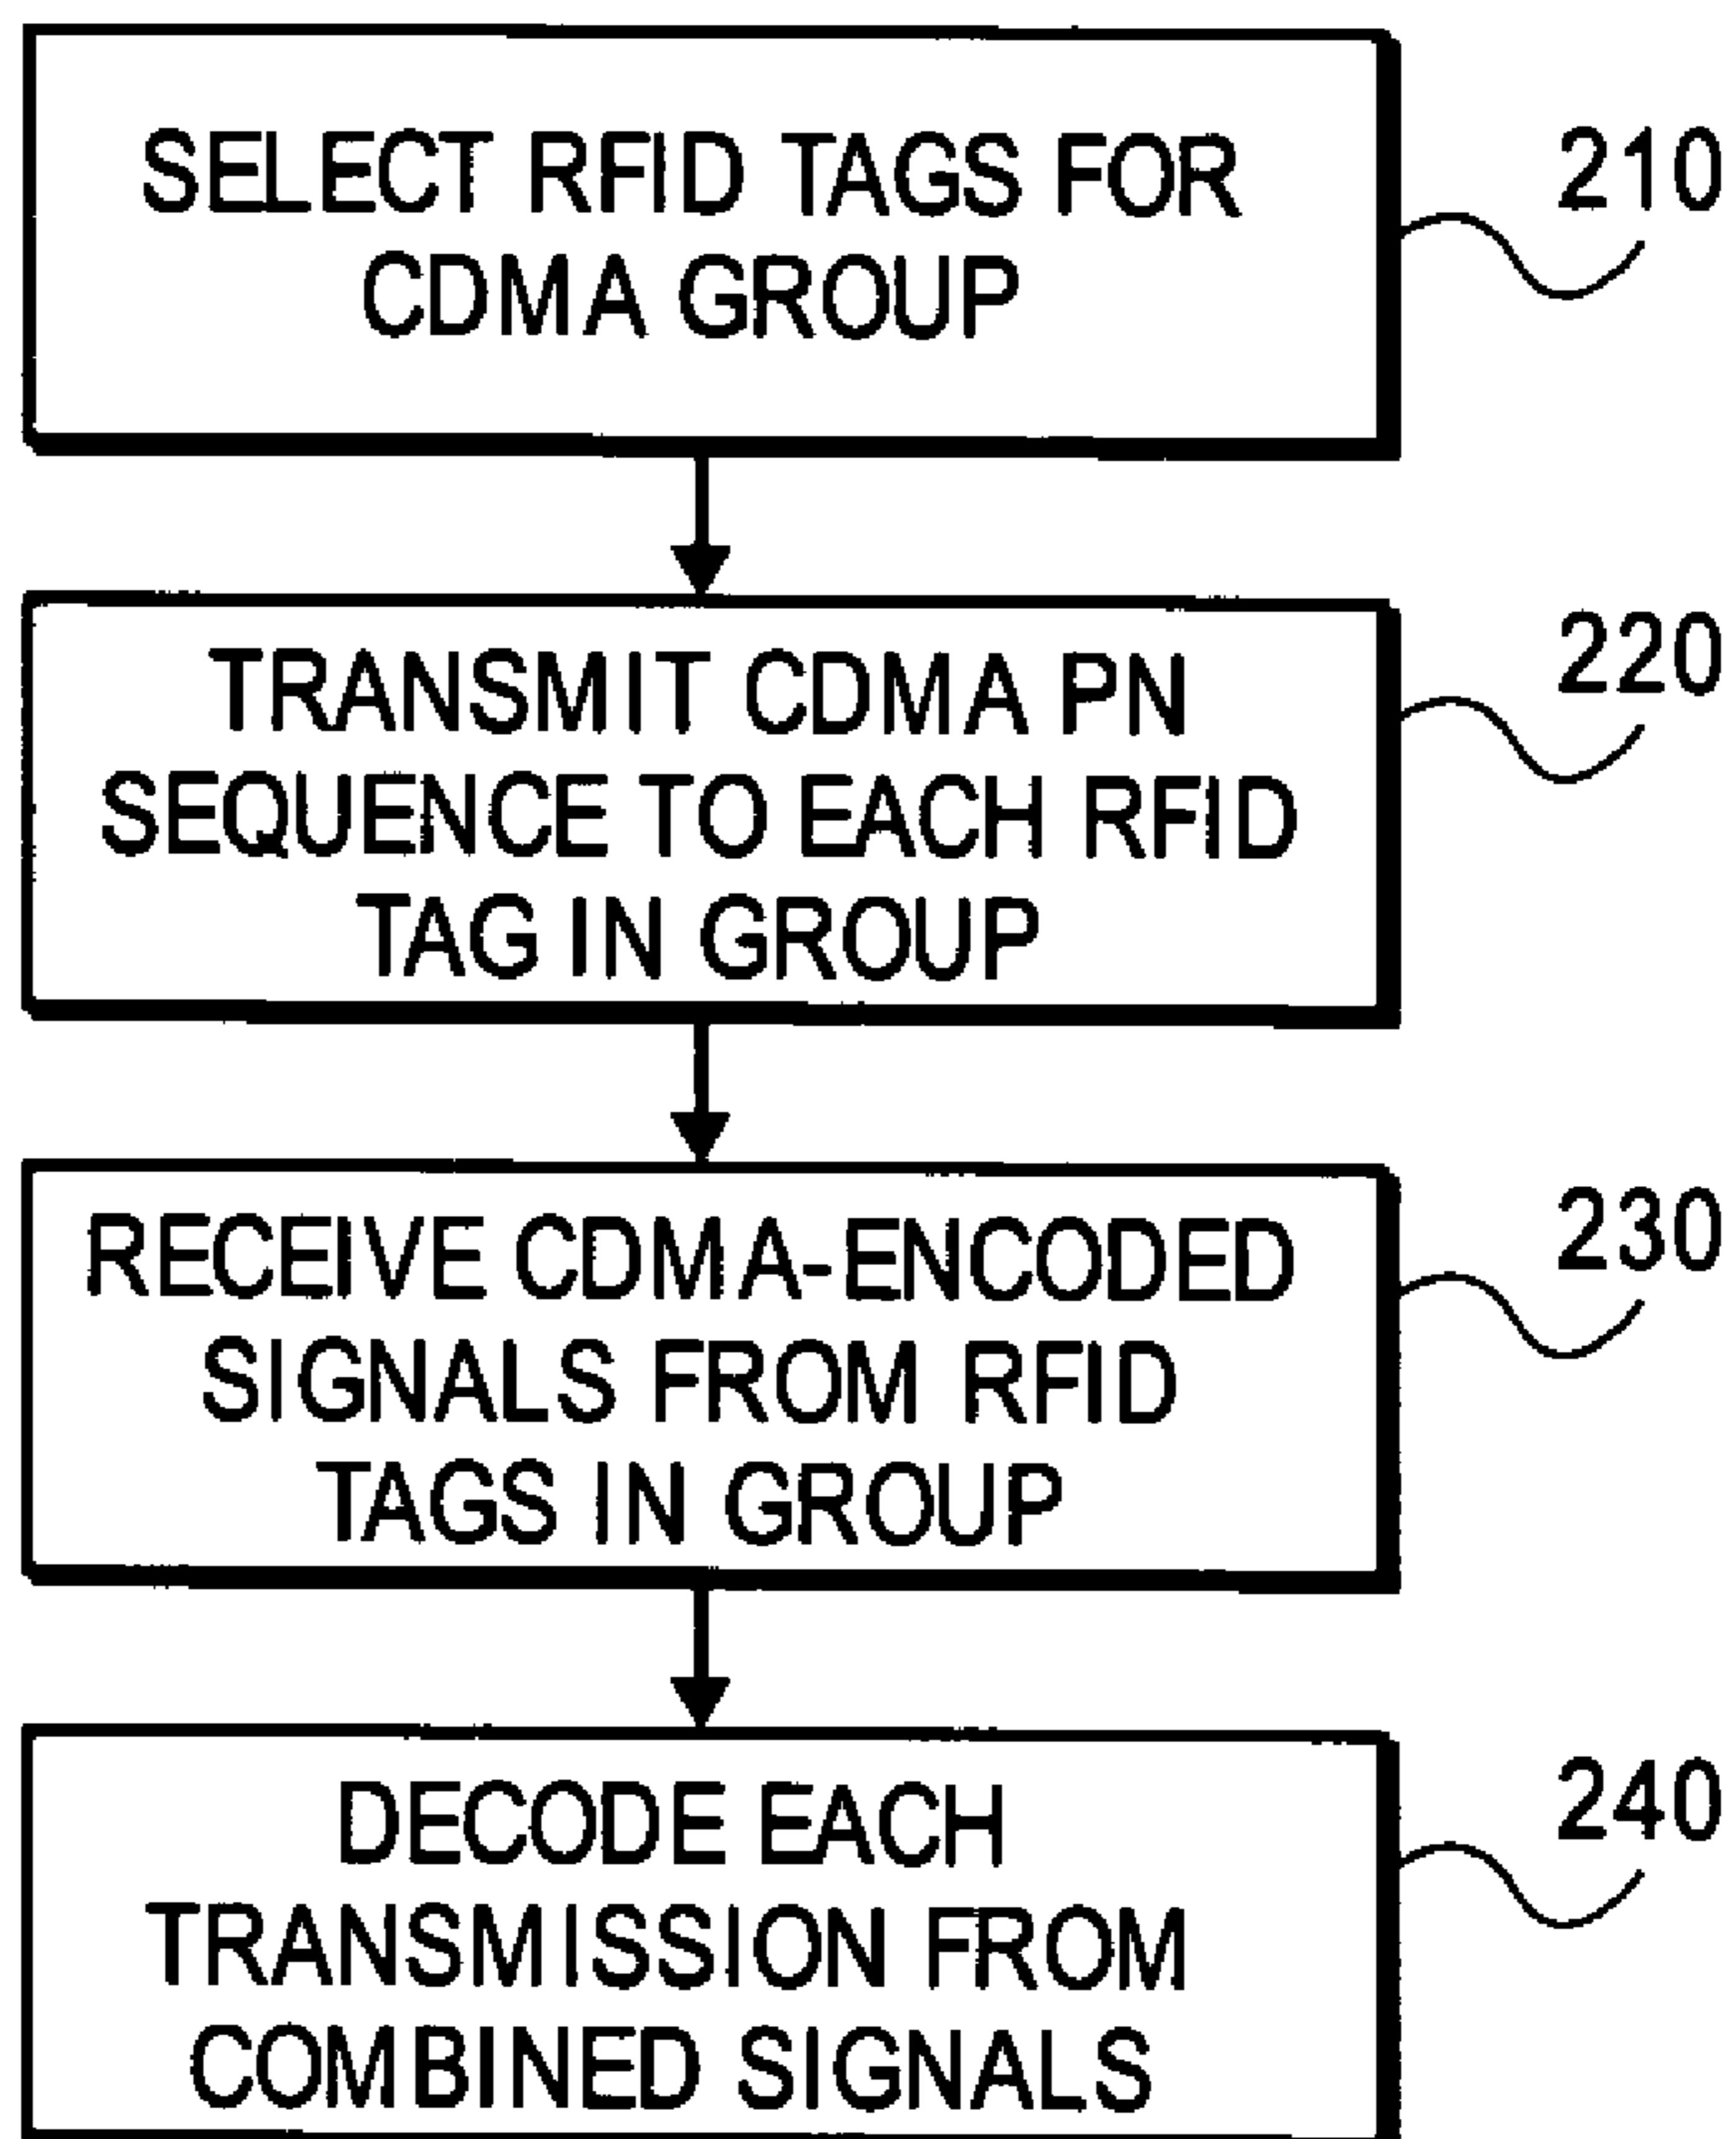 SELECT RFID TAGS FOR
CDMA GROUP
210
TRANSMIT CDMA PN
SEQUENCE TO EACH RFID
TAG IN GROUP
220
RECEIVE CDMA-ENCODED
SIGNALS FROM RFID
TAGS IN GROUP
230
DECODE EACH
TRANSMISSION FROM
COMBINED SIGNALS
240